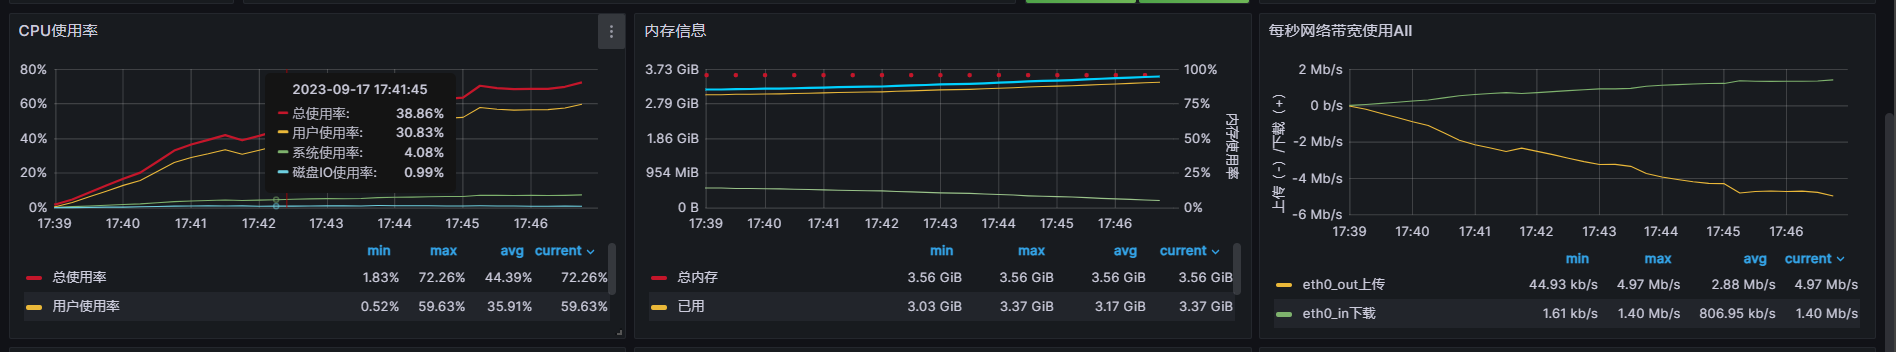 CPU使用率
80%
60%
40%
20%
0%
17:39 17:40 17:41 17:42 17:43 17:44 17:45 17:46
2023-09-17 17:41:45
总使用率: 38.86%
用户使用率: 30.83%
系统使用率: 4.08%
磁盘IO使用率: 0.99%
min max avg current
总使用率 1.83% 72.26% 44.39% 72.26%
用户使用率 0.52% 59.63% 35.91% 59.63%
内存信息
3.73 GiB 100%
2.79 GiB 75%
1.86 GiB 50%
954 MiB 25%
0 B 0%
内存使用率
17:39 17:40 17:41 17:42 17:43 17:44 17:45 17:46
min max avg current
总内存 3.56 GiB 3.56 GiB 3.56 GiB 3.56 GiB
已用 3.03 GiB 3.37 GiB 3.17 GiB 3.37 GiB
每秒网络带宽使用All
上传（-）/下载（+）
2 Mb/s
0 b/s
-2 Mb/s
-4 Mb/s
-6 Mb/s
17:39 17:40 17:41 17:42 17:43 17:44 17:45 17:46
min max avg current
eth0_out上传 44.93 kb/s 4.97 Mb/s 2.88 Mb/s 4.97 Mb/s
eth0_in下载 1.61 kb/s 1.40 Mb/s 806.95 kb/s 1.40 Mb/s